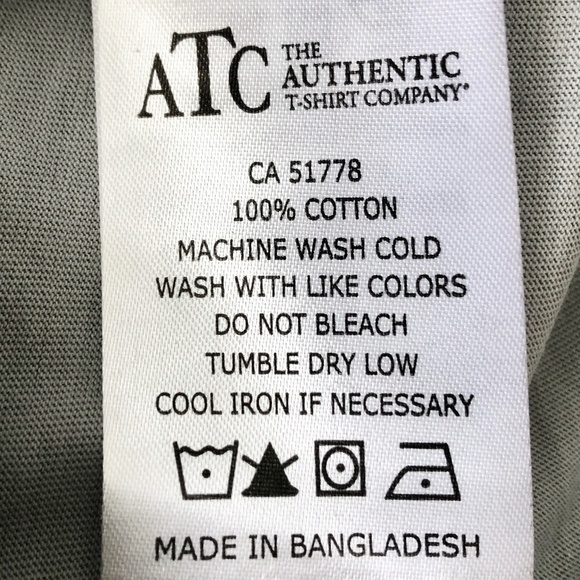 ATC THE
AUTHENTIC
T-SHIRT COMPANY®
CA 51778
100% COTTON
MACHINE WASH COLD
WASH WITH LIKE COLORS
DO NOT BLEACH
TUMBLE DRY LOW
COOL IRON IF NECESSARY
MADE IN BANGLADESH